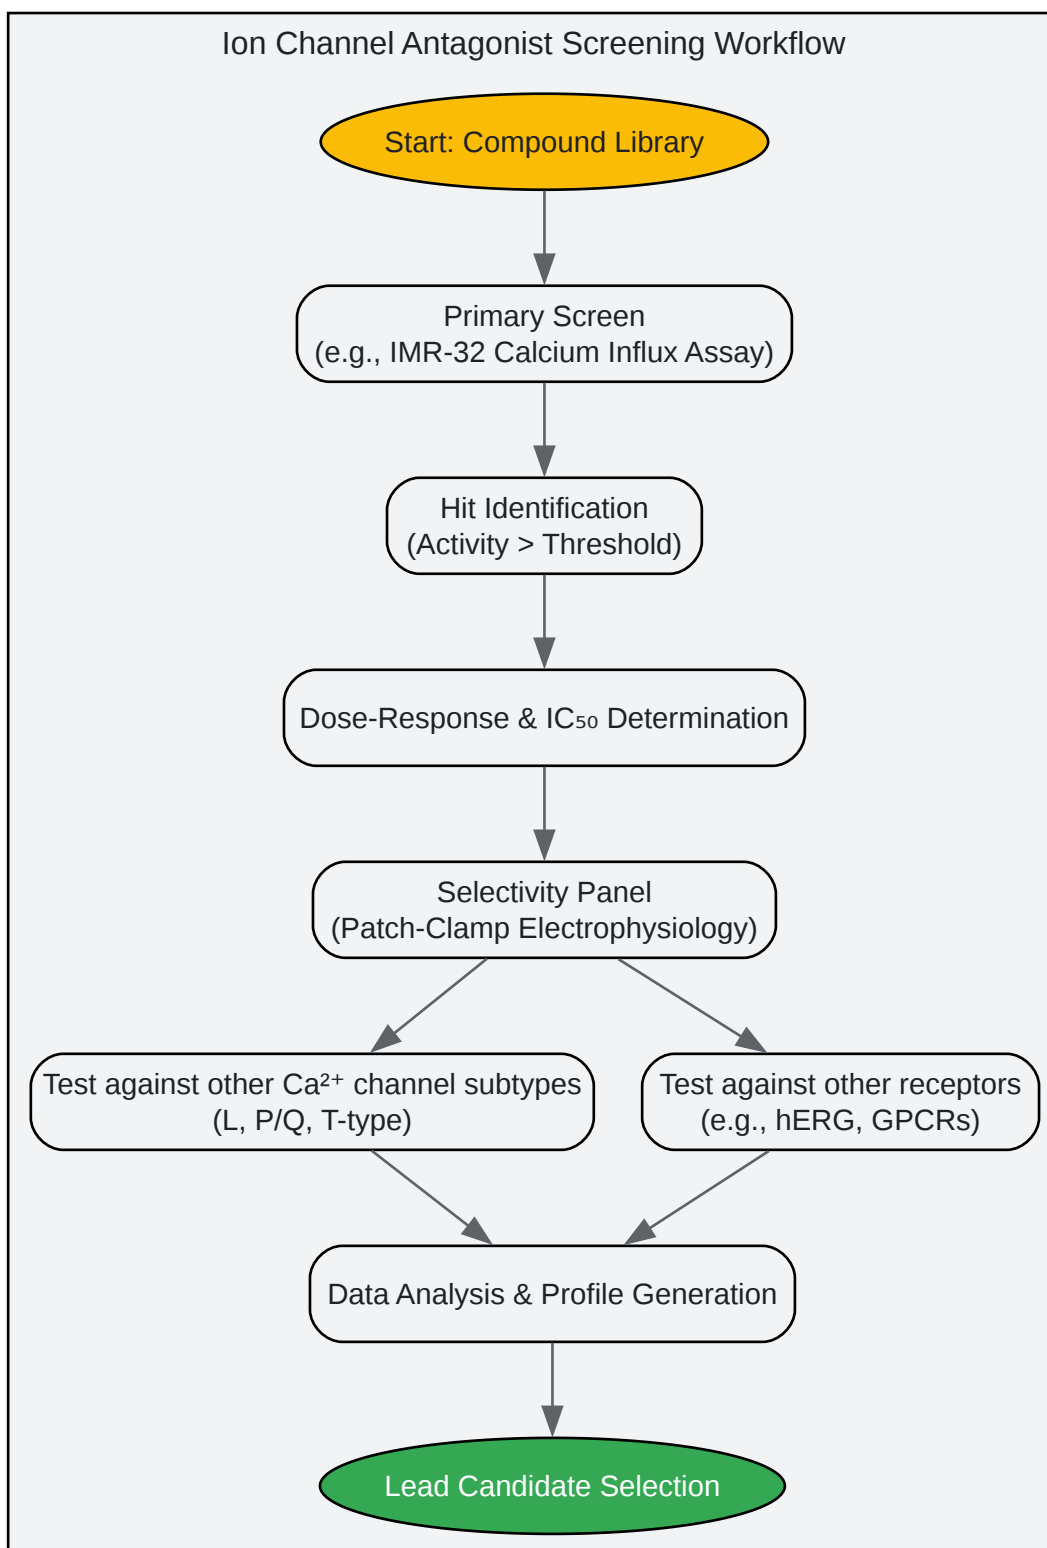 Ion Channel Antagonist Screening Workflow
Start: Compound Library
Primary Screen
(e.g., IMR-32 Calcium Influx Assay)
Hit Identification
(Activity > Threshold)
Dose-Response & IC₅₀ Determination
Selectivity Panel
(Patch-Clamp Electrophysiology)
Test against other Ca²⁺ channel subtypes
(L, P/Q, T-type)
Test against other receptors
(e.g., hERG, GPCRs)
Data Analysis & Profile Generation
Lead Candidate Selection